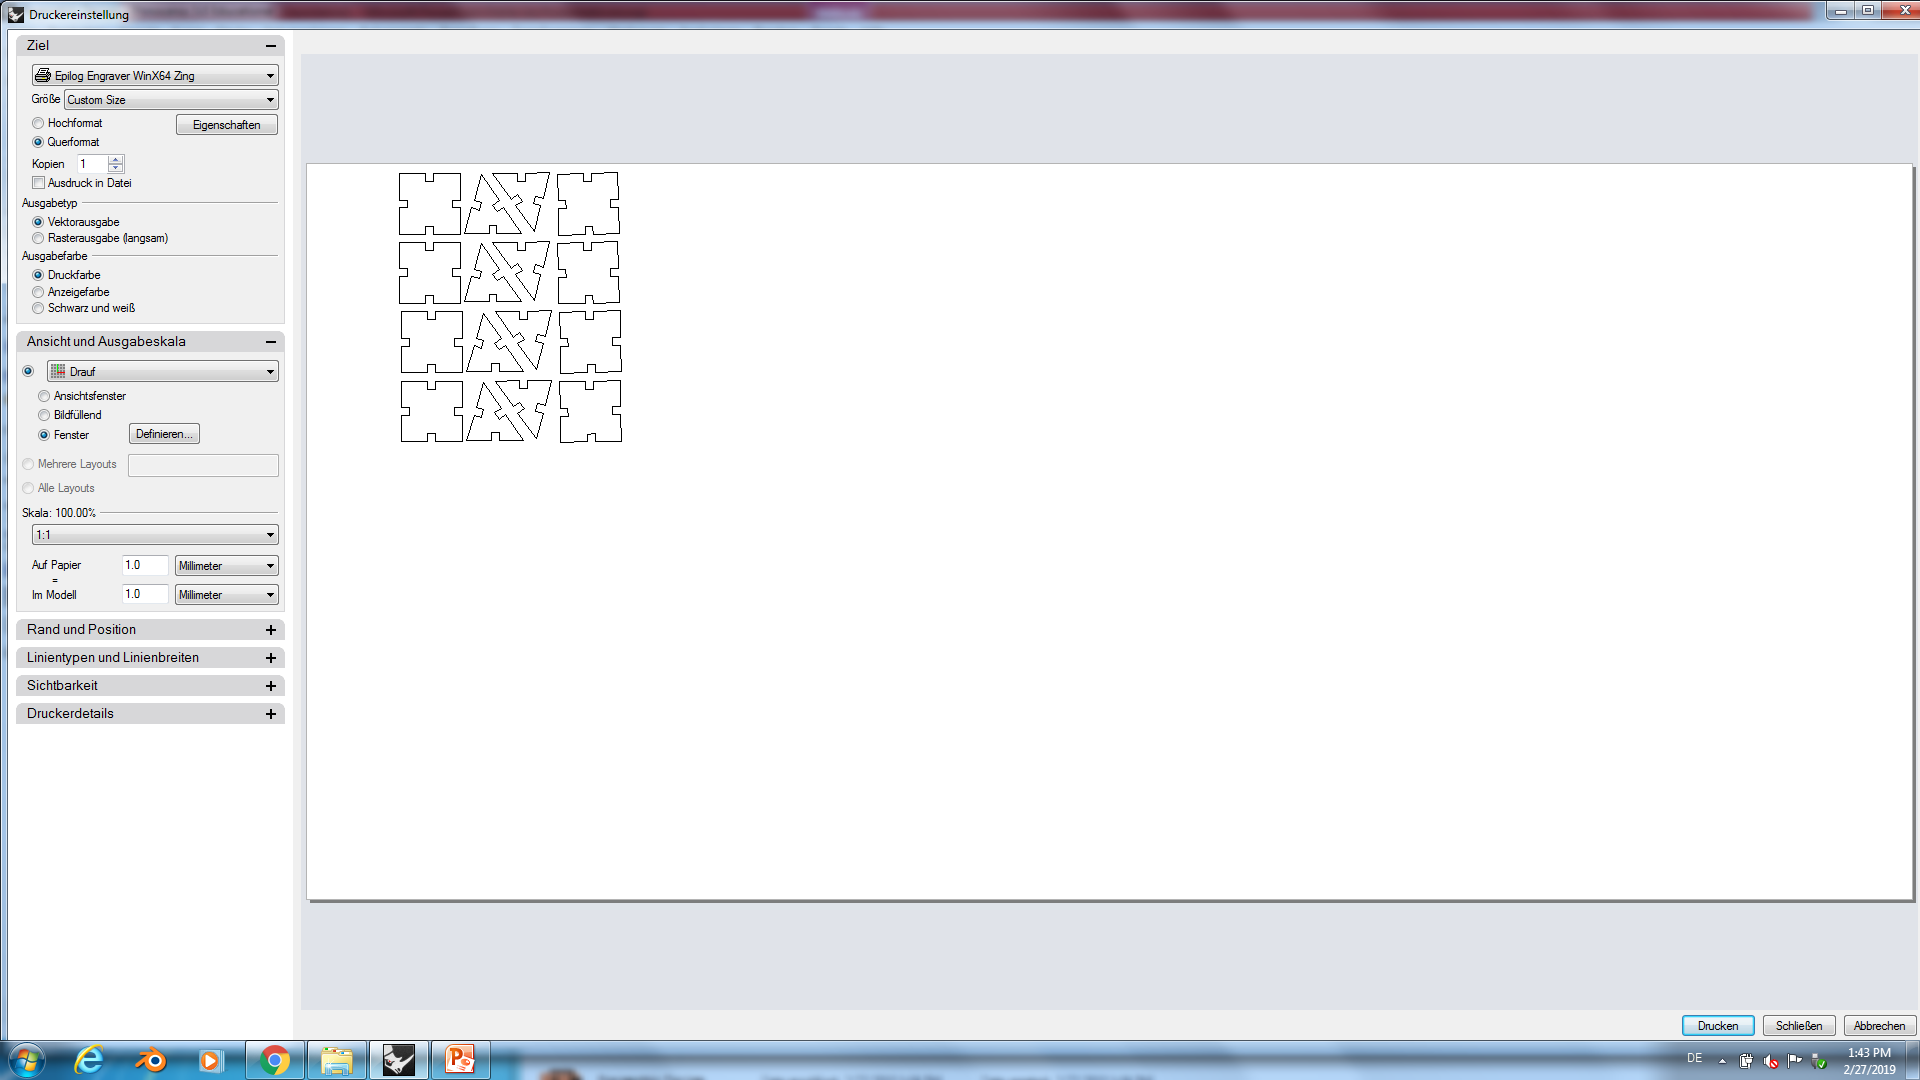 Druckereinstellung
Ziel
Epilog Engraver WinX64 Zing
Größe Custom Size
Hochformat
Eigenschaften
Querformat
Kopien 1
Ausdruck in Datei
Ausgabetyp
Vektorausgabe
Rasterausgabe (langsam)
Ausgabefarbe
Druckfarbe
Anzeigefarbe
Schwarz und weiß
Ansicht und Ausgabeskala
Drauf
Ansichtsfenster
Bildfüllend
Fenster Definieren...
Mehrere Layouts
Alle Layouts
Skala: 100.00%
1:1
Auf Papier 1.0 Millimeter
=
Im Modell 1.0 Millimeter
Rand und Position
Linientypen und Linienbreiten
Sichtbarkeit
Druckerdetails
Drucken Schließen Abbrechen
DE
1:43 PM
2/27/2019